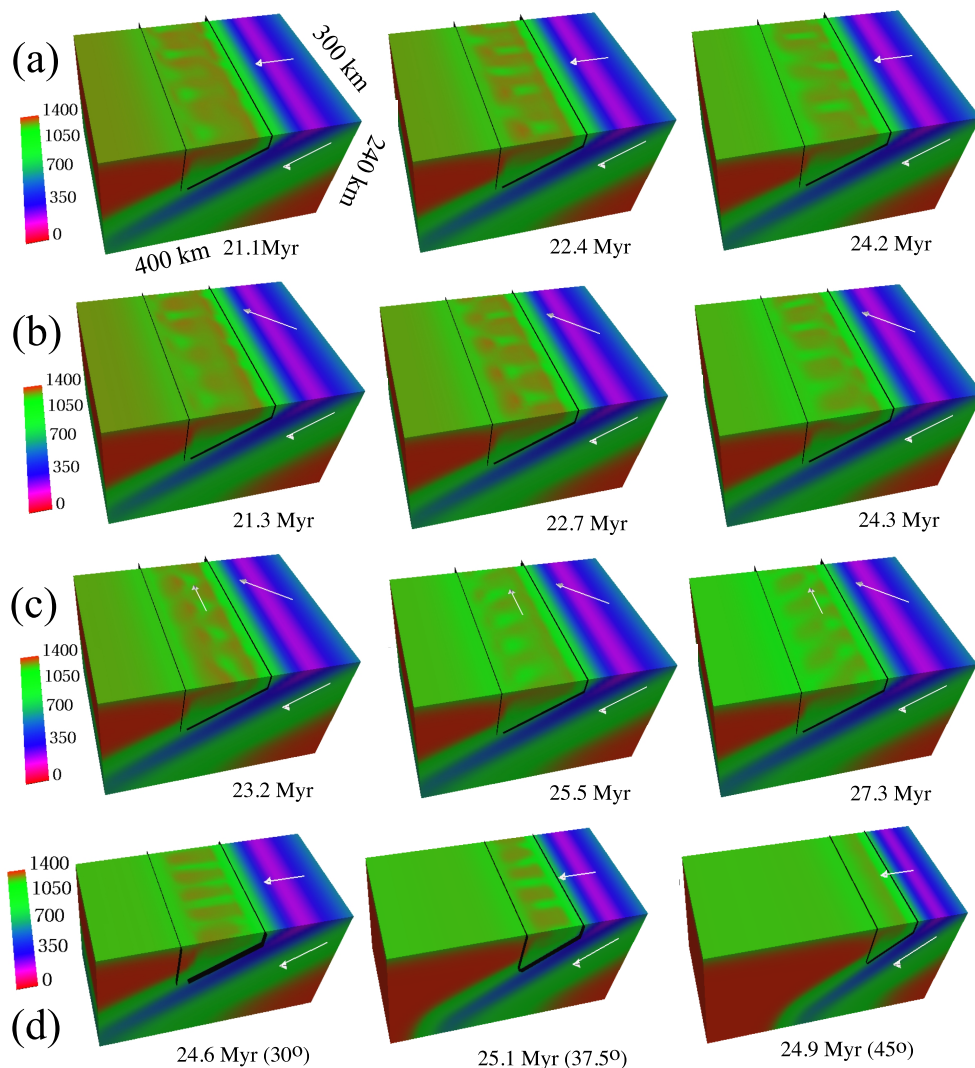 (a)
300 km
240 km
400 km
1400
1050
700
350
0
21.1Myr
22.4 Myr
24.2 Myr
(b)
1400
1050
700
350
0
21.3 Myr
22.7 Myr
24.3 Myr
(c)
1400
1050
700
350
0
23.2 Myr
25.5 Myr
27.3 Myr
1400
1050
700
350
0
(d)
24.6 Myr (30º)
25.1 Myr (37.5º)
24.9 Myr (45º)